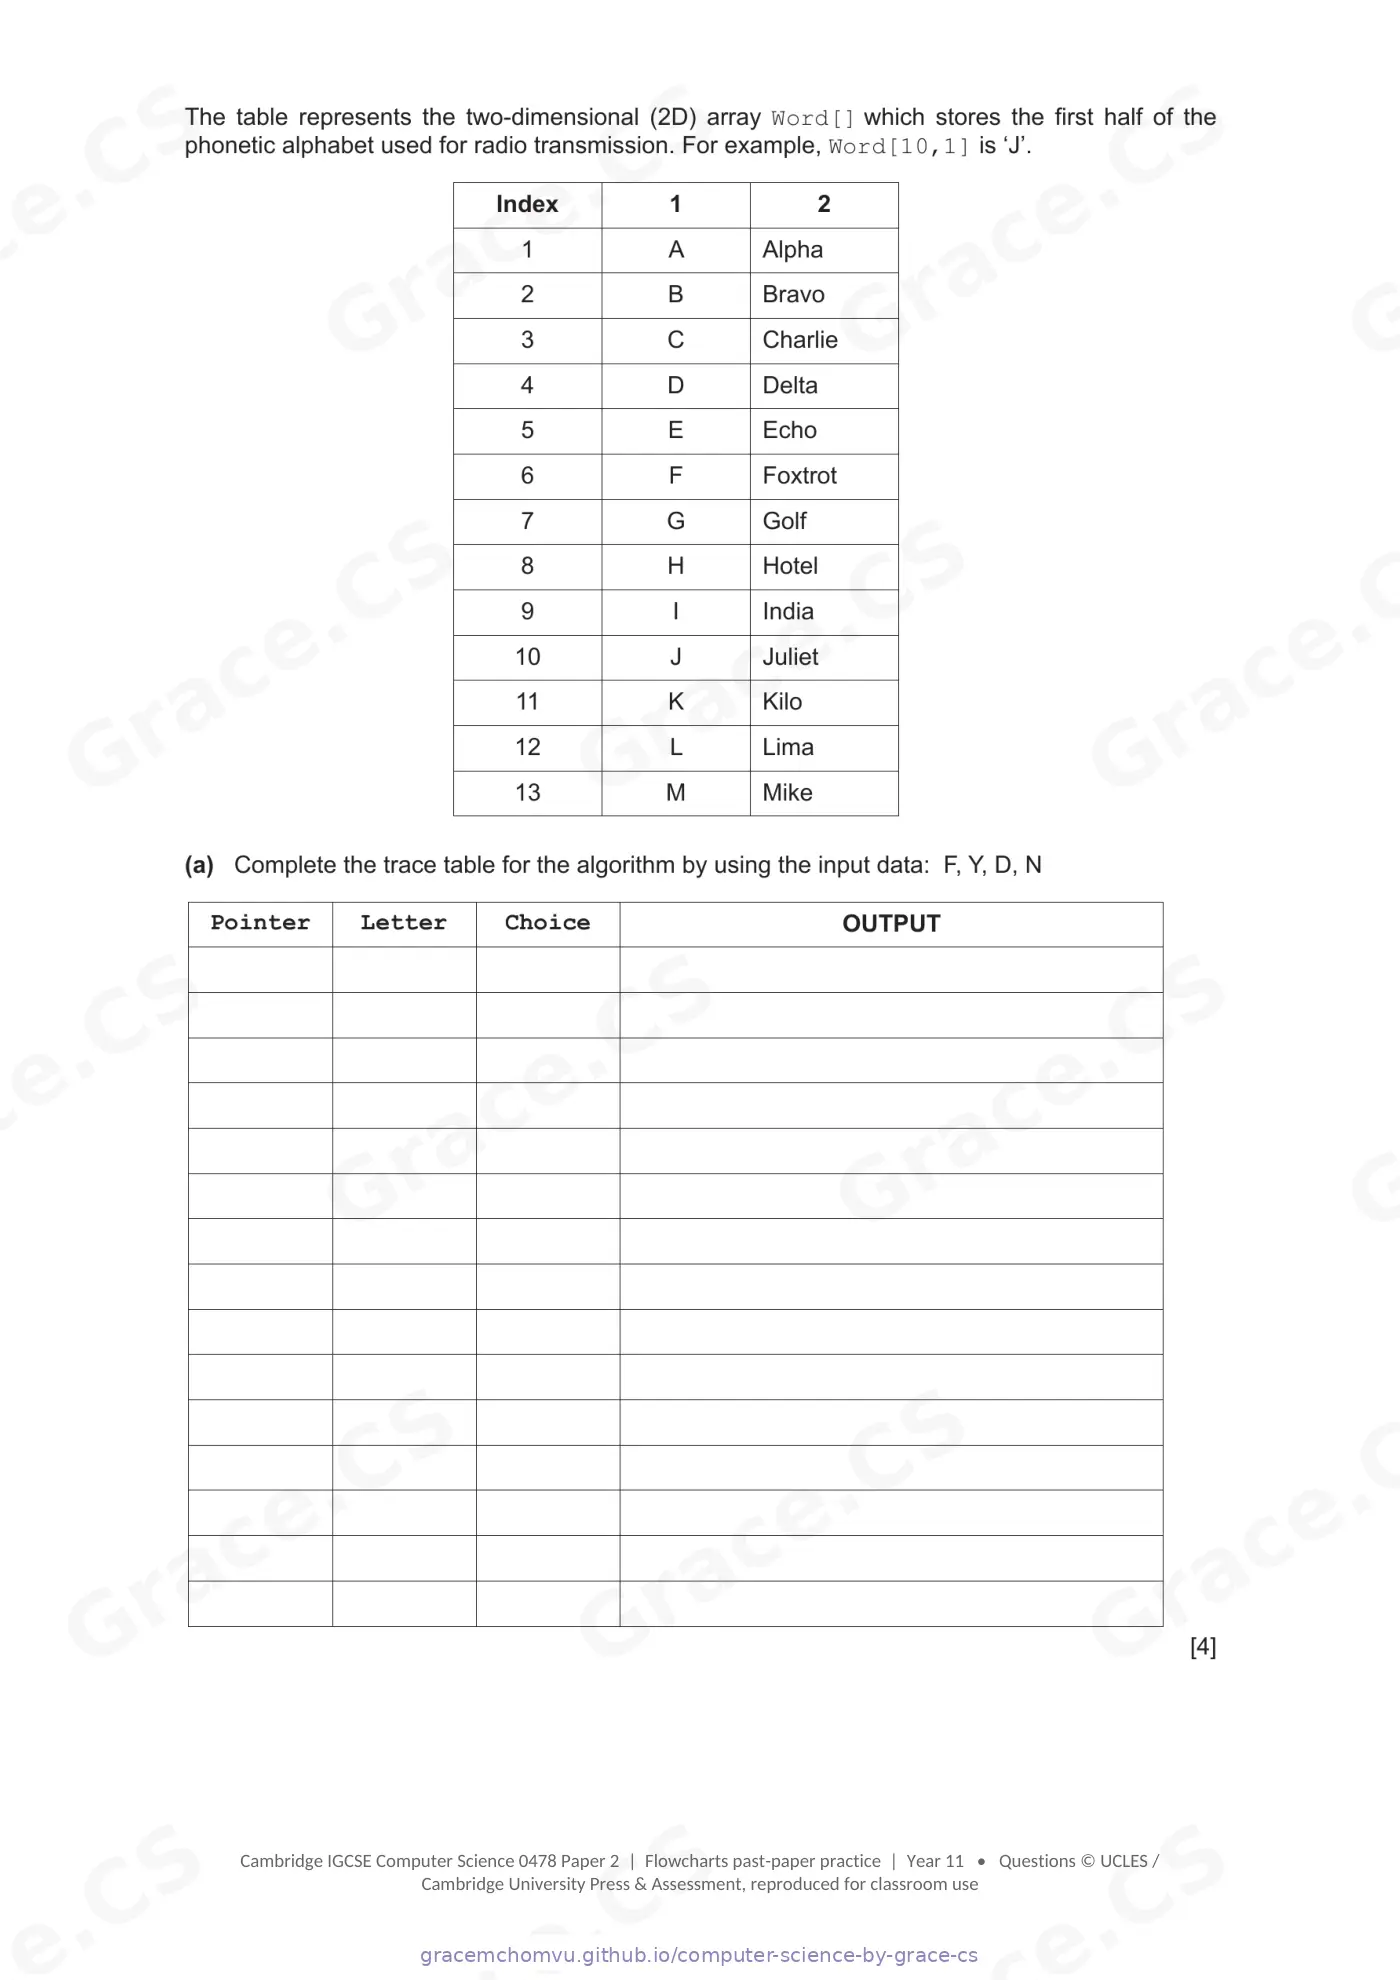 The table represents the two-dimensional (2D) array Word[] which stores the first half of the
phonetic alphabet used for radio transmission. For example, Word[10,1] is ‘J’.
Index 1 2
1 A Alpha
2 B Bravo
3 C Charlie
4 D Delta
5 E Echo
6 F Foxtrot
7 G Golf
8 H Hotel
9 I India
10 J Juliet
11 K Kilo
12 L Lima
13 M Mike
(a) Complete the trace table for the algorithm by using the input data: F, Y, D, N
Pointer Letter Choice OUTPUT
[4]
Cambridge IGCSE Computer Science 0478 Paper 2 | Flowcharts past-paper practice | Year 11 • Questions © UCLES /
Cambridge University Press & Assessment, reproduced for classroom use
gracemchomvu.github.io/computer-science-by-grace-cs
Grace.CS